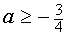 a ≥ − 3/4